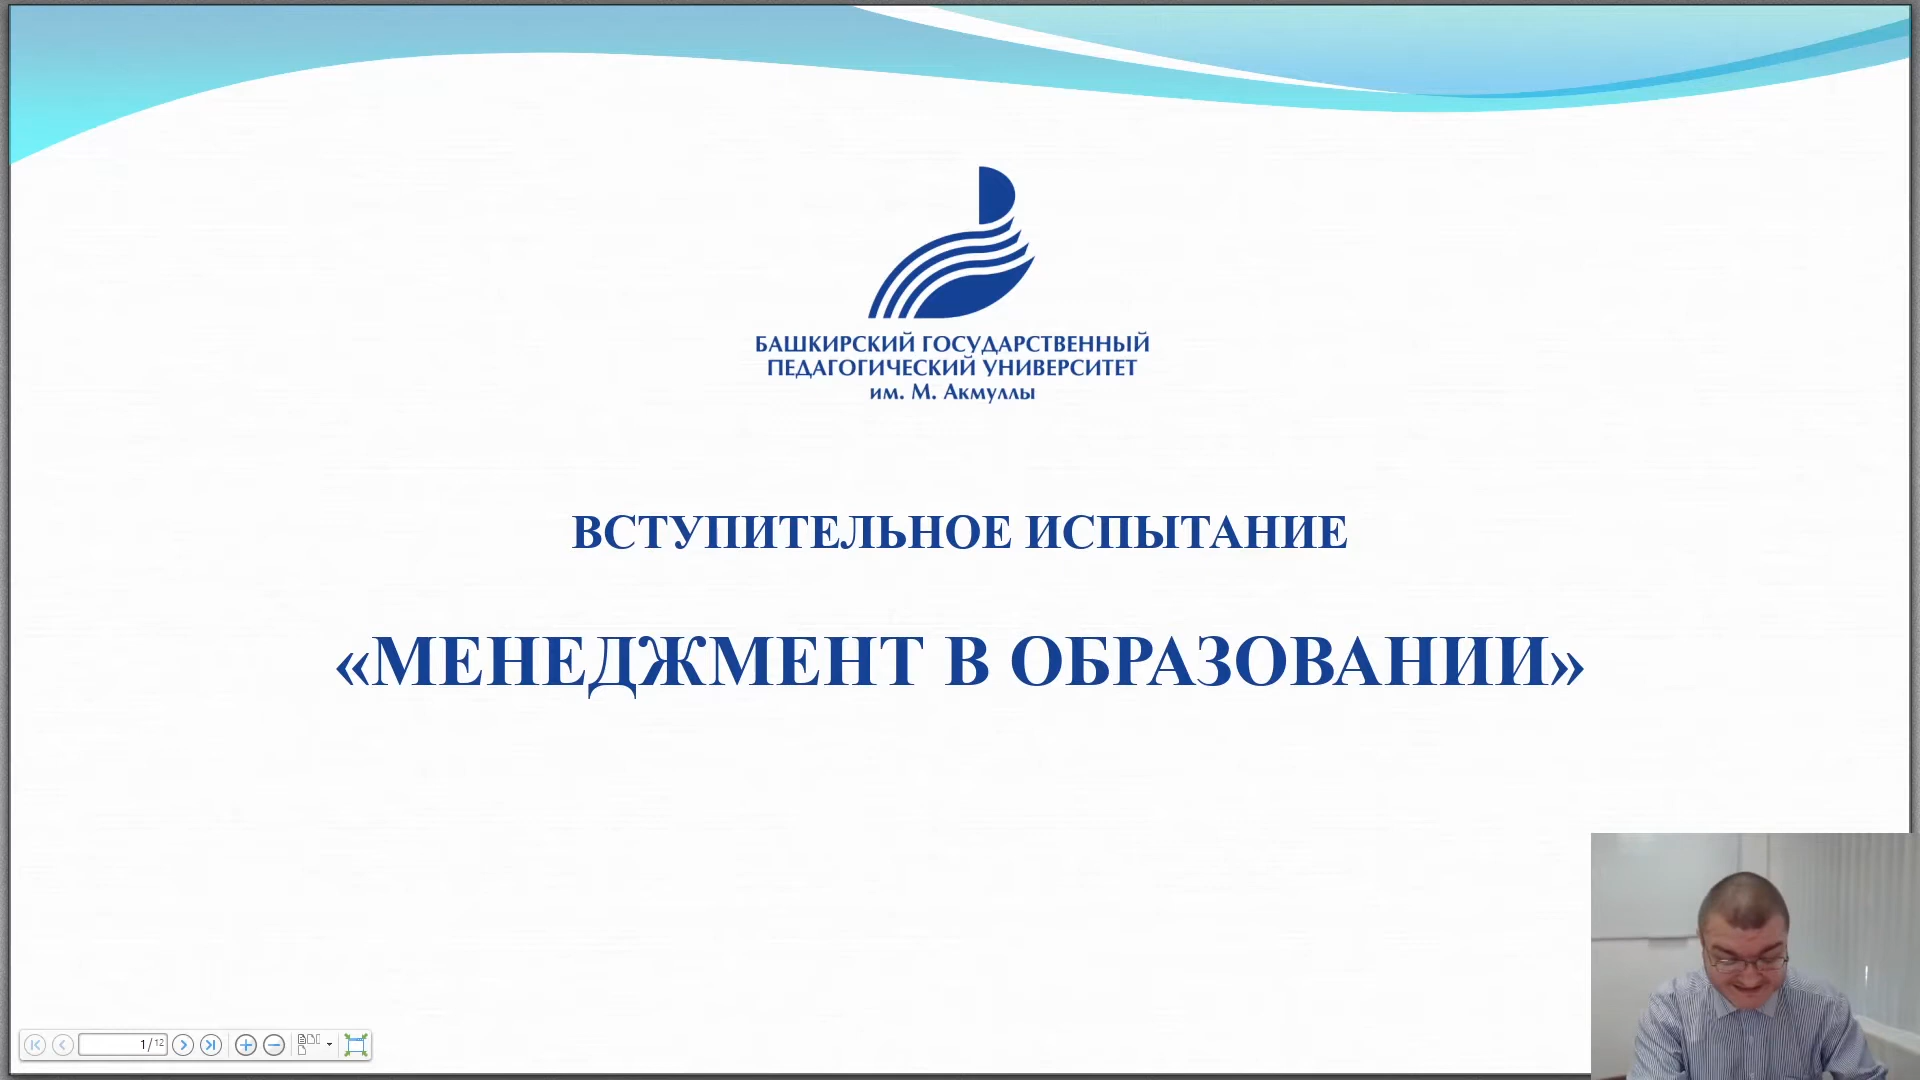 БАШКИРСКИЙ ГОСУДАРСТВЕННЫЙ
ПЕДАГОГИЧЕСКИЙ УНИВЕРСИТЕТ
им. М. Акмуллы
ВСТУПИТЕЛЬНОЕ ИСПЫТАНИЕ
«МЕНЕДЖМЕНТ В ОБРАЗОВАНИИ»
1/12